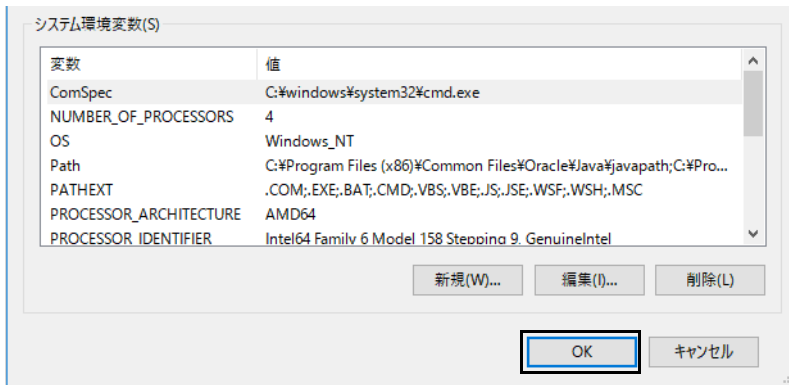 システム環境変数(S)
変数 値
ComSpec C:¥windows¥system32¥cmd.exe
NUMBER_OF_PROCESSORS 4
OS Windows_NT
Path C:¥Program Files (x86)¥Common Files¥Oracle¥Java¥javapath;C:¥Pro...
PATHEXT .COM;.EXE;.BAT;.CMD;.VBS;.VBE;.JS;.JSE;.WSF;.WSH;.MSC
PROCESSOR_ARCHITECTURE AMD64
PROCESSOR_IDENTIFIER Intel64 Family 6 Model 158 Stepping 9, GenuineIntel
新規(W)... 編集(I)... 削除(L)
OK キャンセル